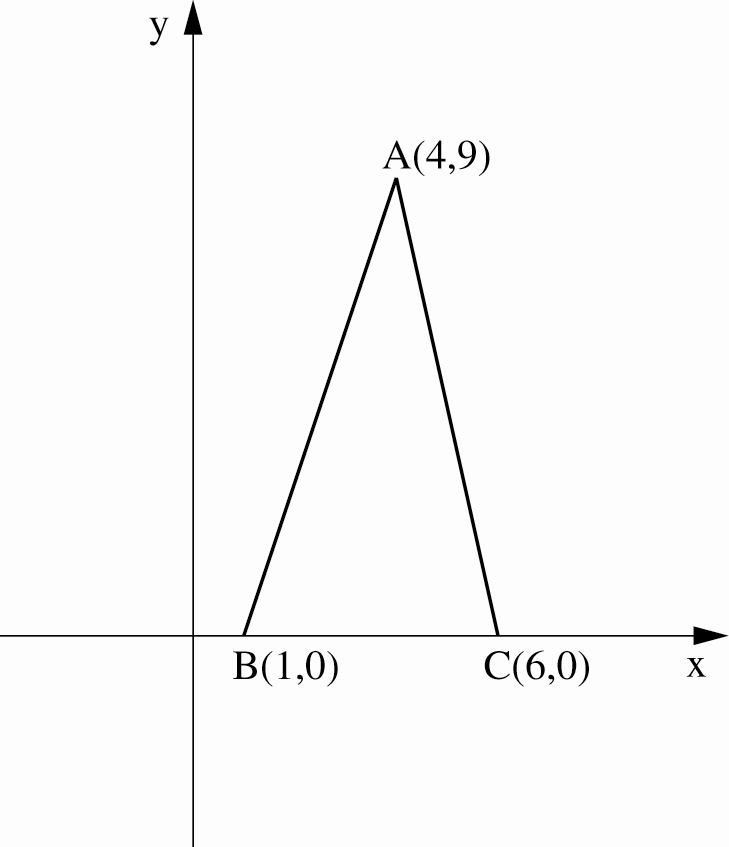 y
A(4,9)
B(1,0)
C(6,0)
x